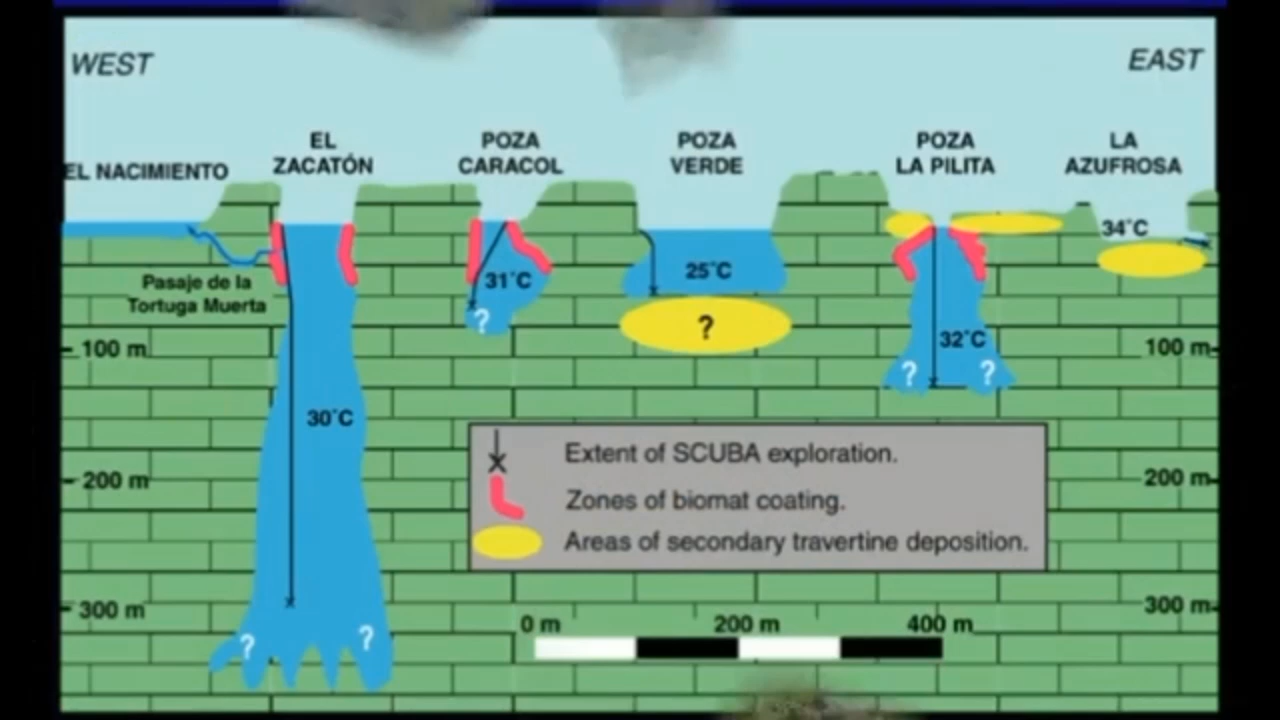 WEST
EAST
EL NACIMIENTO
EL
ZACATÓN
POZA
CARACOL
POZA
VERDE
POZA
LA PILITA
LA
AZUFROSA
34°C
Pasaje de la
Tortuga Muerta
31°C
?
25°C
?
32°C
? ?
100 m
100 m
30°C
200 m
200 m
Extent of SCUBA exploration.
Zones of biomat coating.
Areas of secondary travertine deposition.
300 m
300 m
? ?
0 m 200 m 400 m